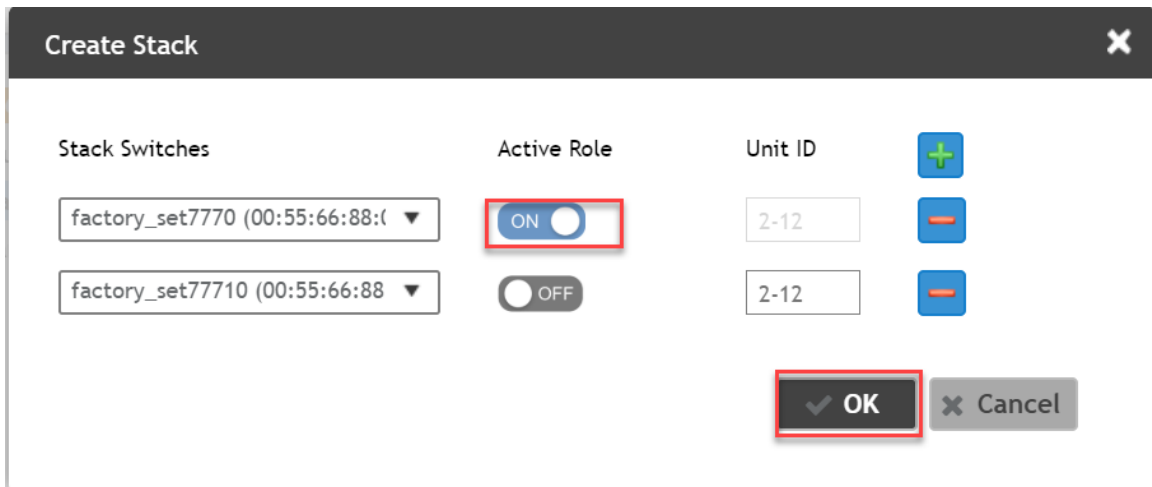 Create Stack
Stack Switches Active Role Unit ID
factory_set7770 (00:55:66:88:( ON 2-12
factory_set77710 (00:55:66:88 OFF 2-12
OK Cancel